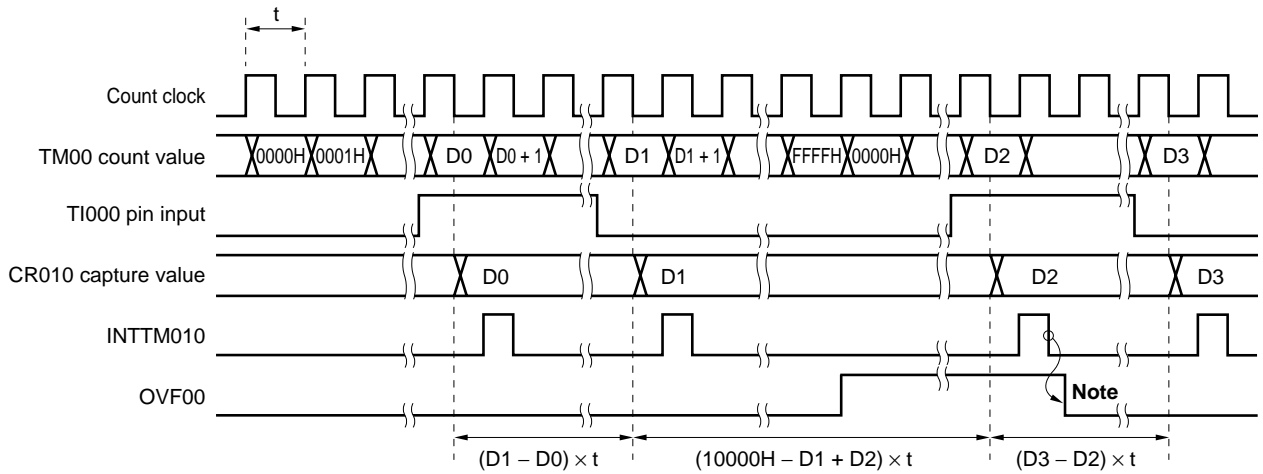 t
Count clock
TM00 count value 0000H 0001H D0 D0 + 1 D1 D1 + 1 FFFFH 0000H D2 D3
TI000 pin input
CR010 capture value D0 D1 D2 D3
INTTM010
OVF00 Note
(D1 − D0) × t (10000H − D1 + D2) × t (D3 − D2) × t